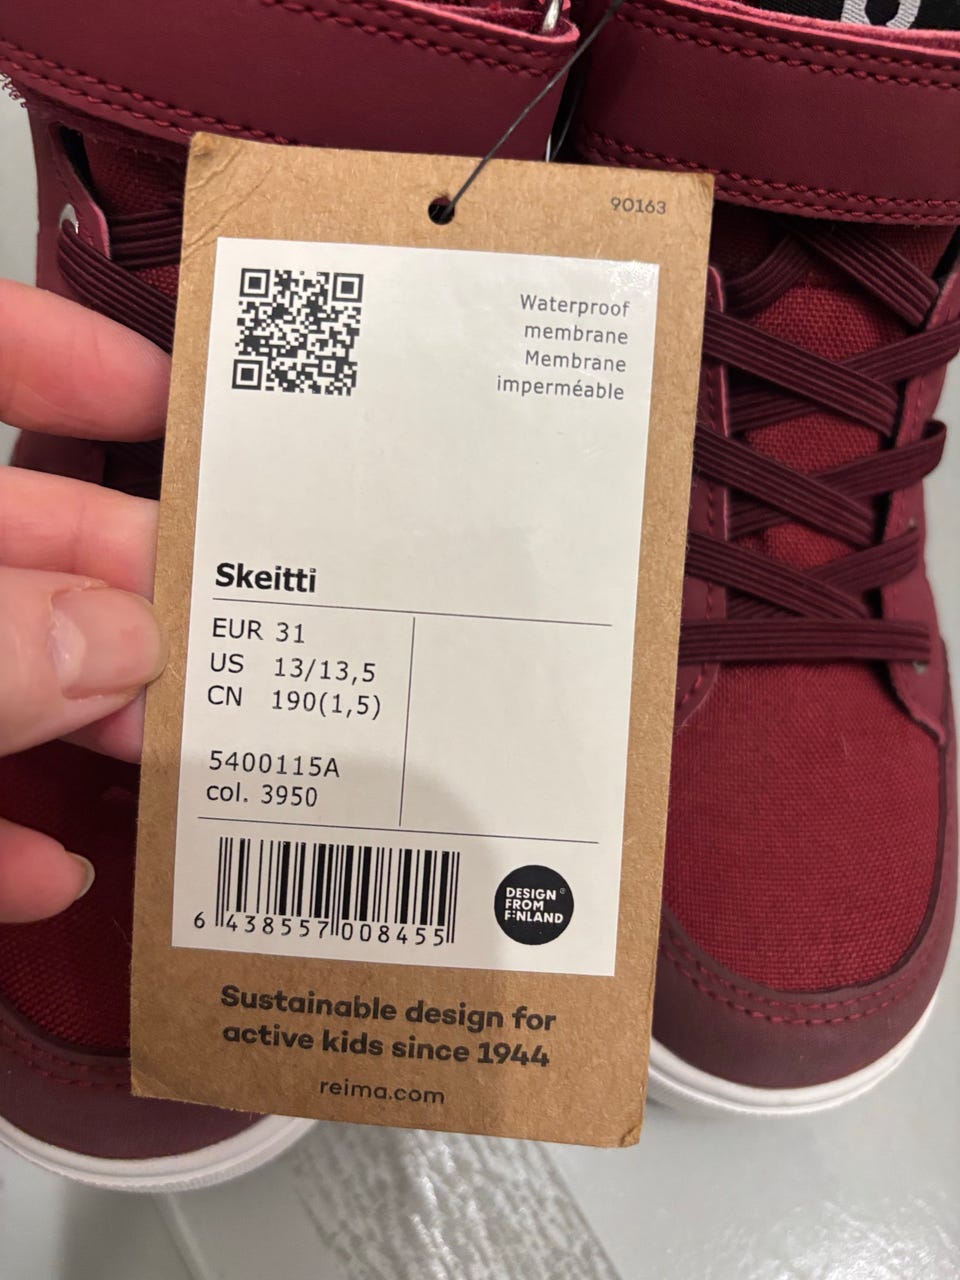 90163
Waterproof
membrane
Membrane
imperméable
Skeitti
EUR 31
US 13/13,5
CN 190(1,5)
5400115A
col. 3950
6 438557 008455
DESIGN
FROM
FINLAND
Sustainable design for
active kids since 1944
reima.com